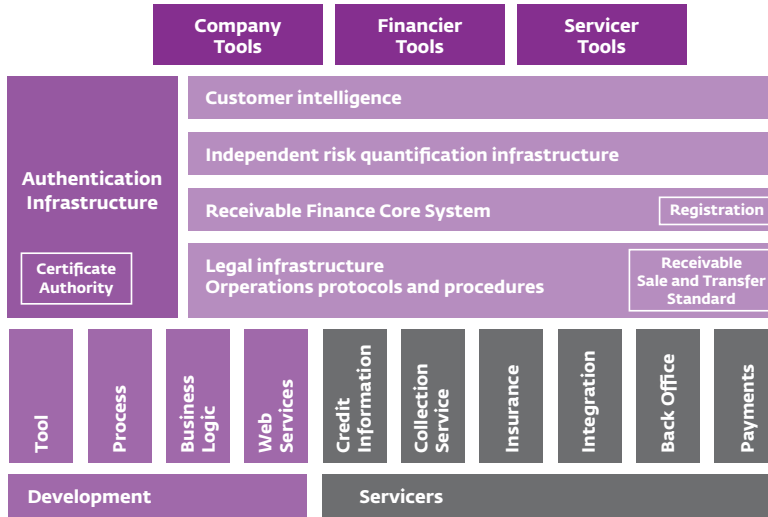 Company
Tools
Financier
Tools
Servicer
Tools
Customer intelligence
Independent risk quantification infrastructure
Authentication
Infrastructure
Receivable Finance Core System
Registration
Certificate
Authority
Legal infrastructure
Orperations protocols and procedures
Receivable
Sale and Transfer
Standard
Tool
Process
Business
Logic
Web
Services
Credit
Information
Collection
Service
Insurance
Integration
Back Office
Payments
Development
Servicers